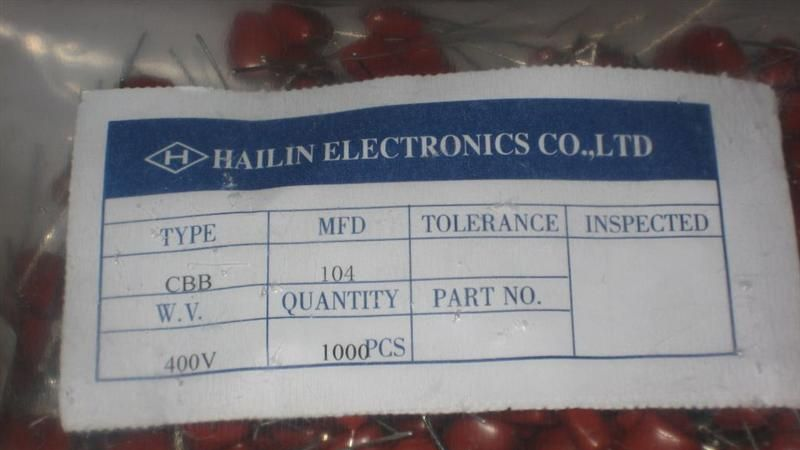 H HAILIN ELECTRONICS CO.,LTD
TYPE MFD TOLERANCE INSPECTED
CBB 104
W.V. QUANTITY PART NO.
400V 1000PCS